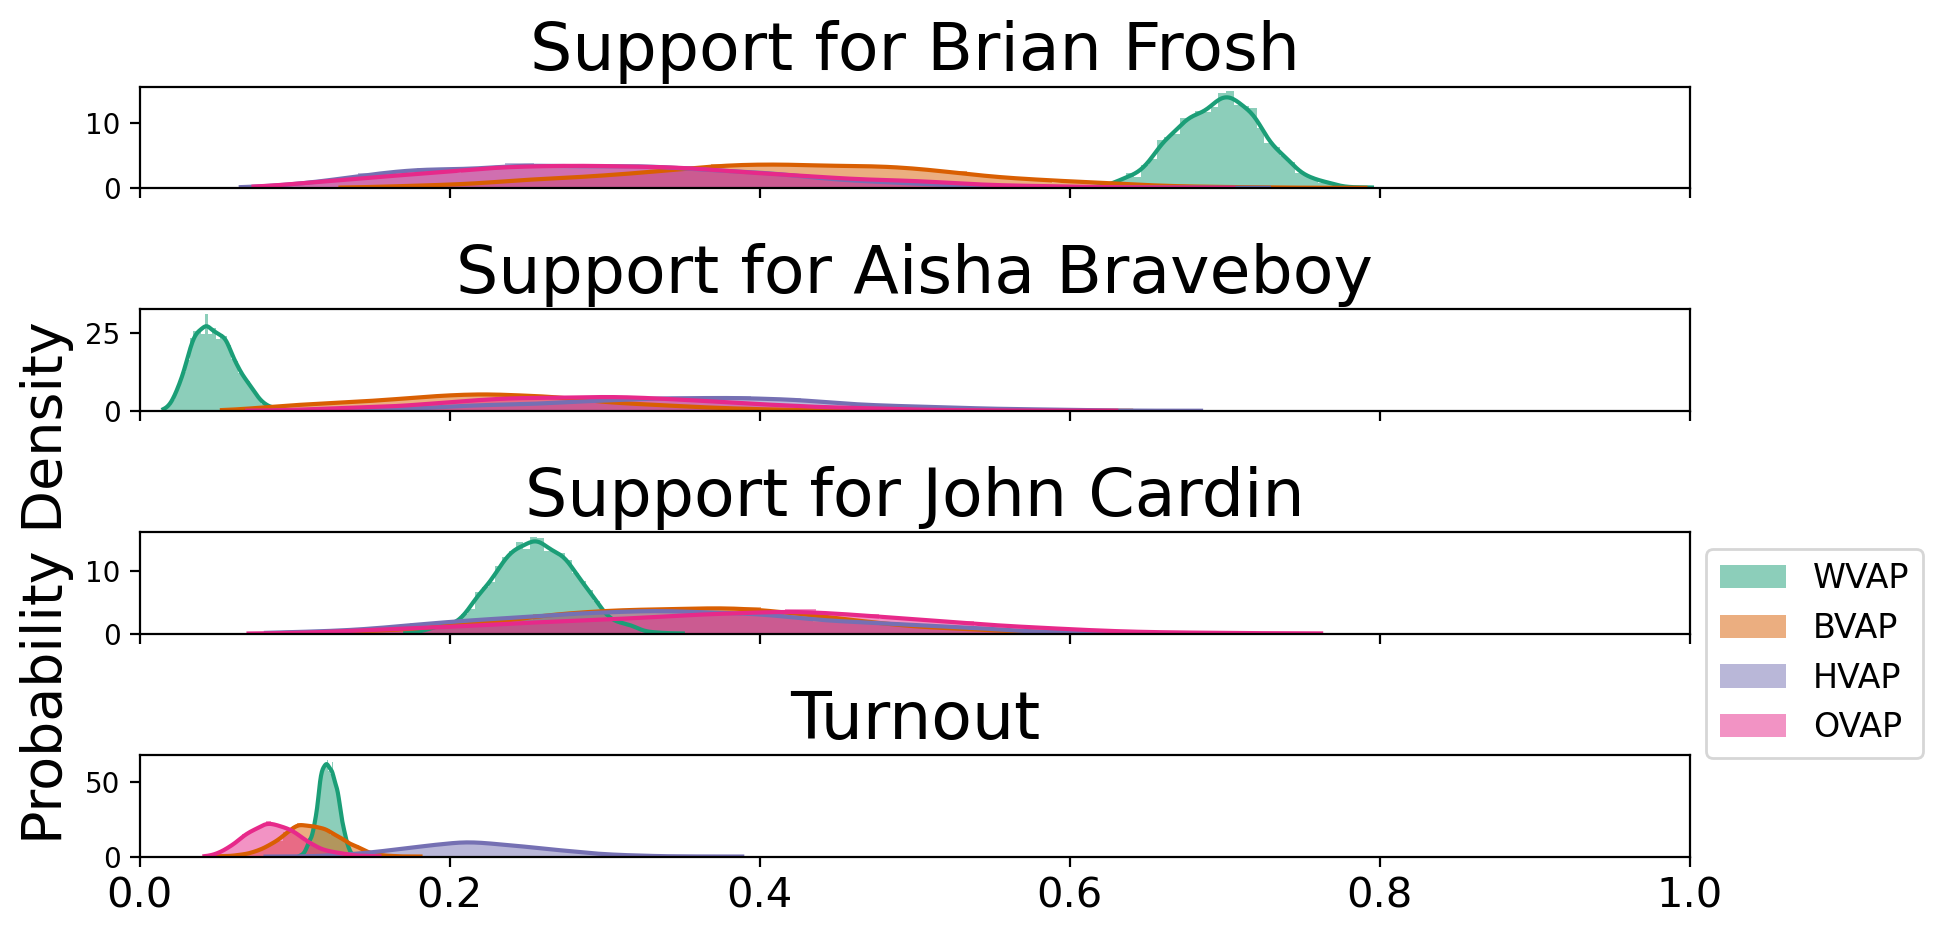 Support for Brian Frosh
10
0
Support for Aisha Braveboy
25
0
Support for John Cardin
10
0
Turnout
50
0
0.0 0.2 0.4 0.6 0.8 1.0
Probability Density
WVAP
BVAP
HVAP
OVAP